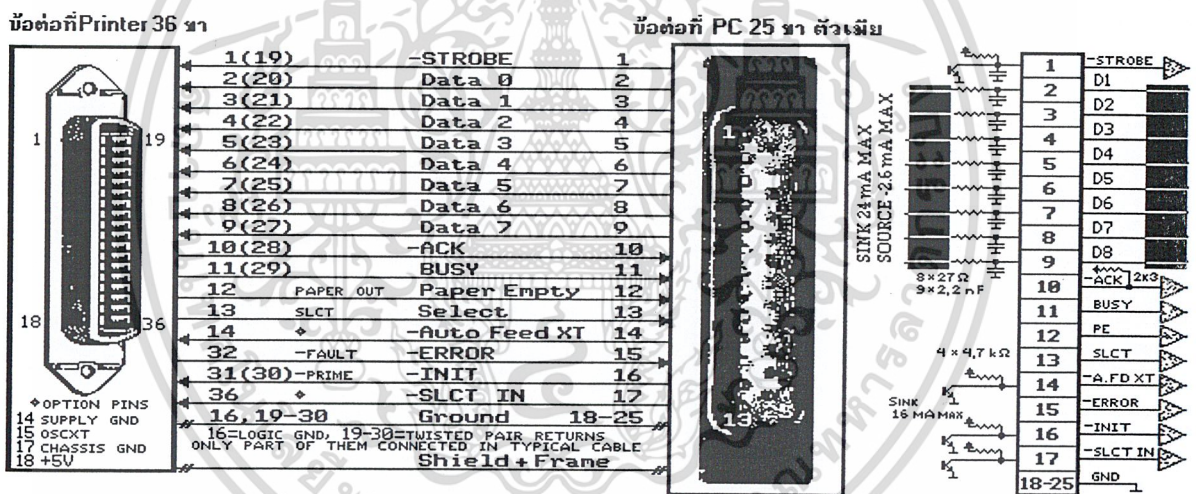 ข้อต่อที่Printer 36 ขา
ข้อต่อที่ PC 25 ขา ตัวเมีย
1(19) -STROBE 1
2(20) Data 0 2
3(21) Data 1 3
4(22) Data 2 4
5(23) Data 3 5
6(24) Data 4 6
7(25) Data 5 7
8(26) Data 6 8
9(27) Data 7 9
10(28) -ACK 10
11(29) BUSY 11
12 PAPER OUT Paper Empty 12
13 SLCT Select 13
14 -Auto Feed XT 14
32 -FAULT -ERROR 15
31(30)-PRIME -INIT 16
36 -SLCT IN 17
16,19-30 Ground 18-25
16=LOGIC GND, 19-30=TWISTED PAIR RETURNS
ONLY PART OF THEM CONNECTED IN TYPICAL CABLE
Shield+Frame
1
19
18
36
OPTION PINS
14 SUPPLY GND
15 OSCXT
17 CHASSIS GND
18 +5V
1
13
SINK 24 mA MAX
SOURCE -2.6 mA MAX
8×27Ω
9×2,2 nF
4 × 4,7 kΩ
SINK
16 MA MAX
1 -STROBE
2 D1
3 D2
4 D3
5 D4
6 D5
7 D6
8 D7
9 D8
10 -ACK 2k3
11 BUSY
12 PE
13 SLCT
14 -A.FD XT
15 -ERROR
16 -INIT
17 -SLCT IN
18-25 GND